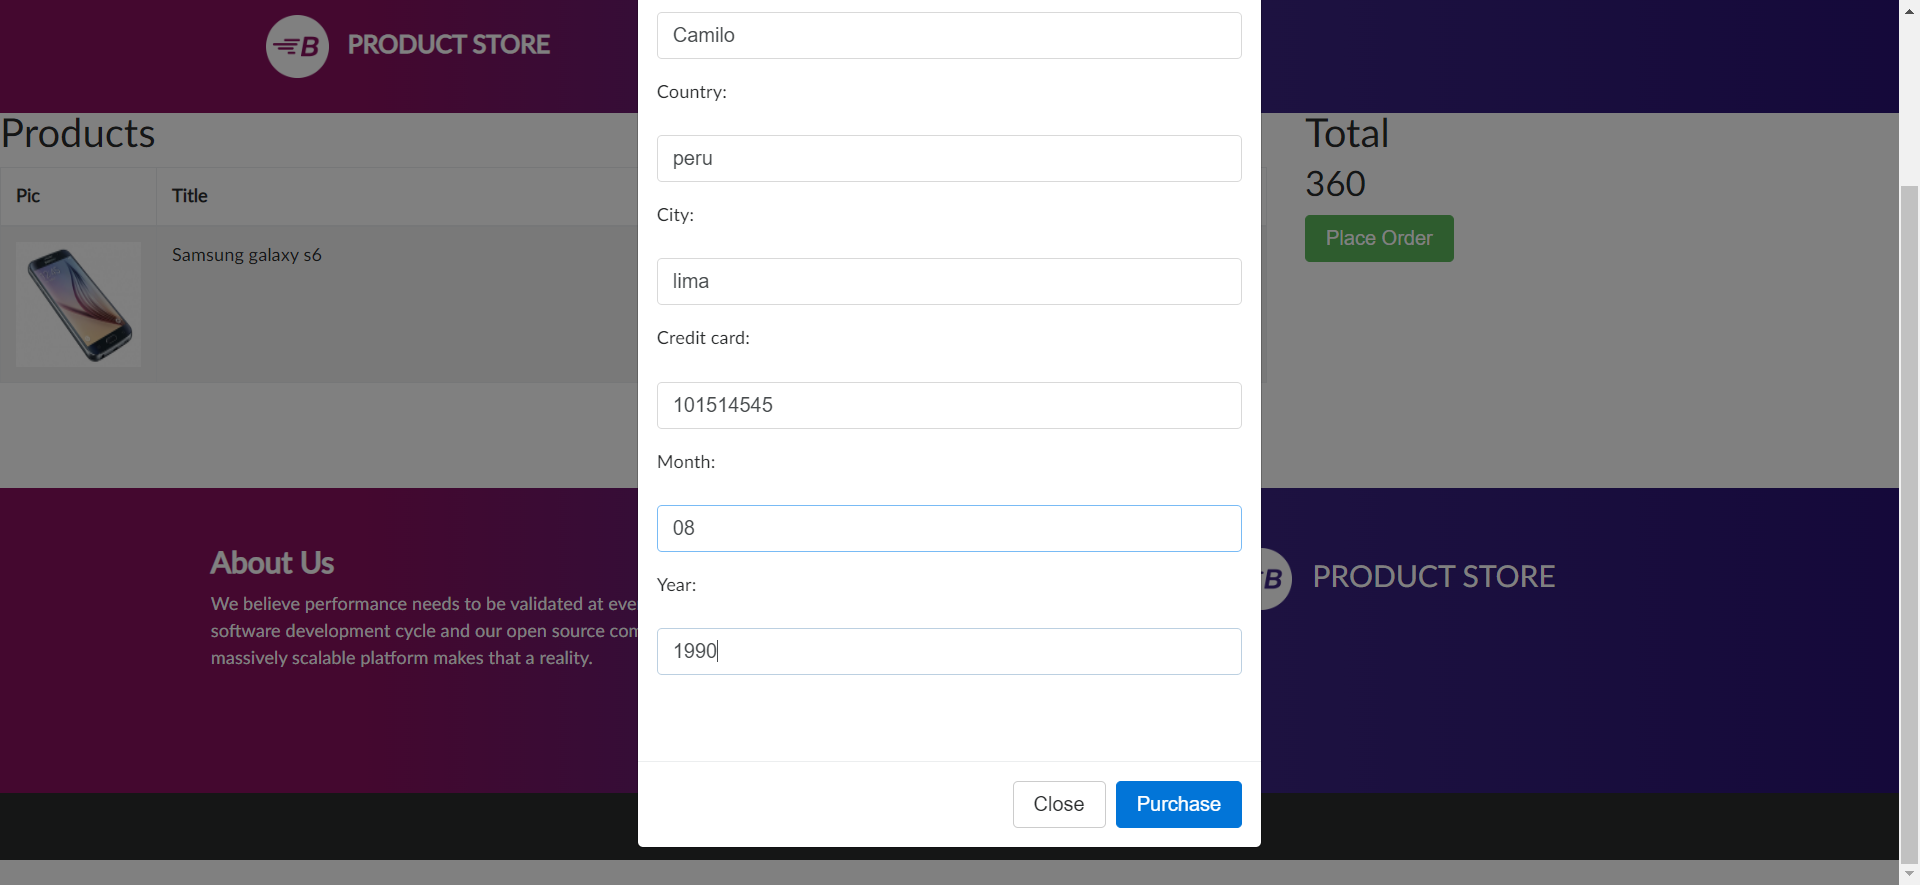 B PRODUCT STORE
Products
Pic
Title
Samsung galaxy s6
Camilo
Country:
peru
City:
lima
Credit card:
101514545
Month:
08
Year:
1990
Close
Purchase
Total
360
Place Order
About Us
We believe performance needs to be validated at
software development cycle and our open source
massively scalable platform makes that a reality.
B PRODUCT STORE